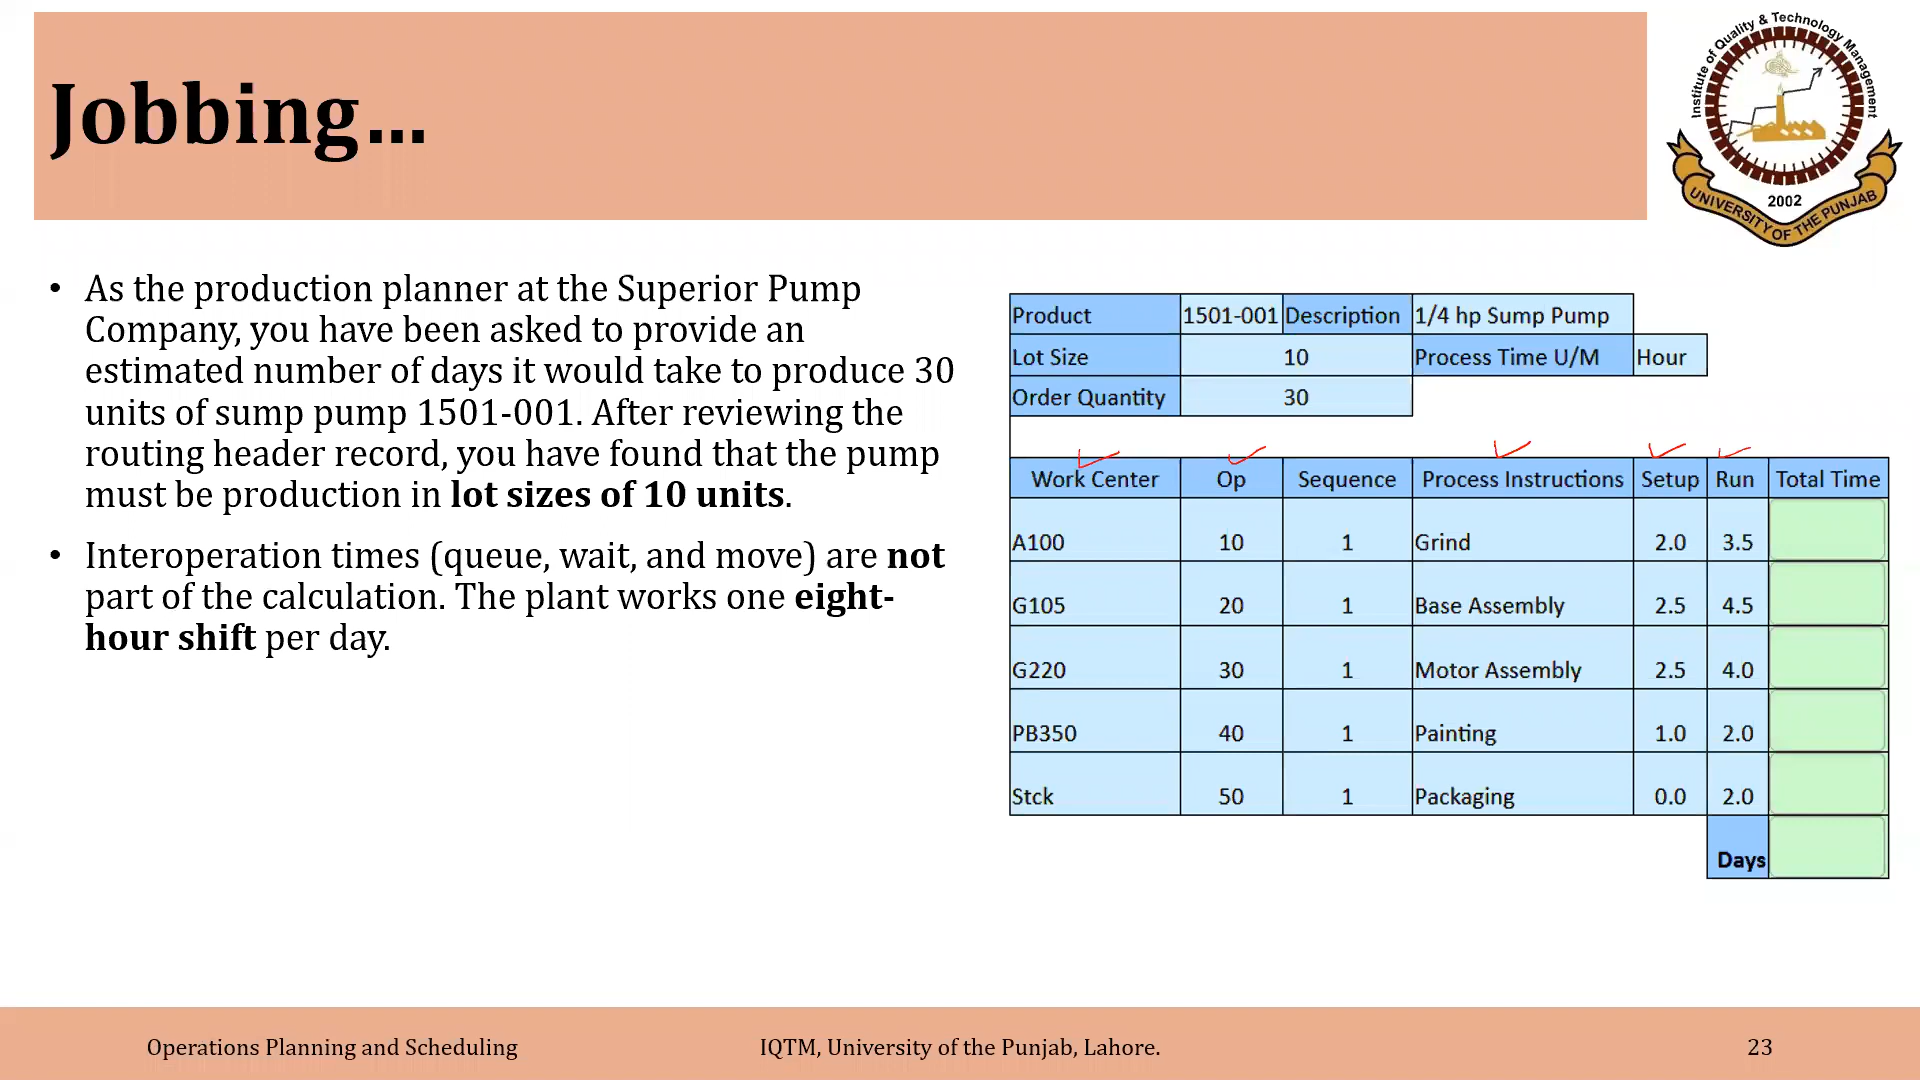 Jobbing...
Institute of Quality & Technology Management
2002
UNIVERSITY OF THE PUNJAB
• As the production planner at the Superior Pump
Company, you have been asked to provide an
estimated number of days it would take to produce 30
units of sump pump 1501-001. After reviewing the
routing header record, you have found that the pump
must be production in lot sizes of 10 units.
• Interoperation times (queue, wait, and move) are not
part of the calculation. The plant works one eight-
hour shift per day.
Product 1501-001 Description 1/4 hp Sump Pump
Lot Size 10 Process Time U/M Hour
Order Quantity 30
Work Center Op Sequence Process Instructions Setup Run Total Time
A100 10 1 Grind 2.0 3.5
G105 20 1 Base Assembly 2.5 4.5
G220 30 1 Motor Assembly 2.5 4.0
PB350 40 1 Painting 1.0 2.0
Stck 50 1 Packaging 0.0 2.0
Days
Operations Planning and Scheduling IQTM, University of the Punjab, Lahore. 23